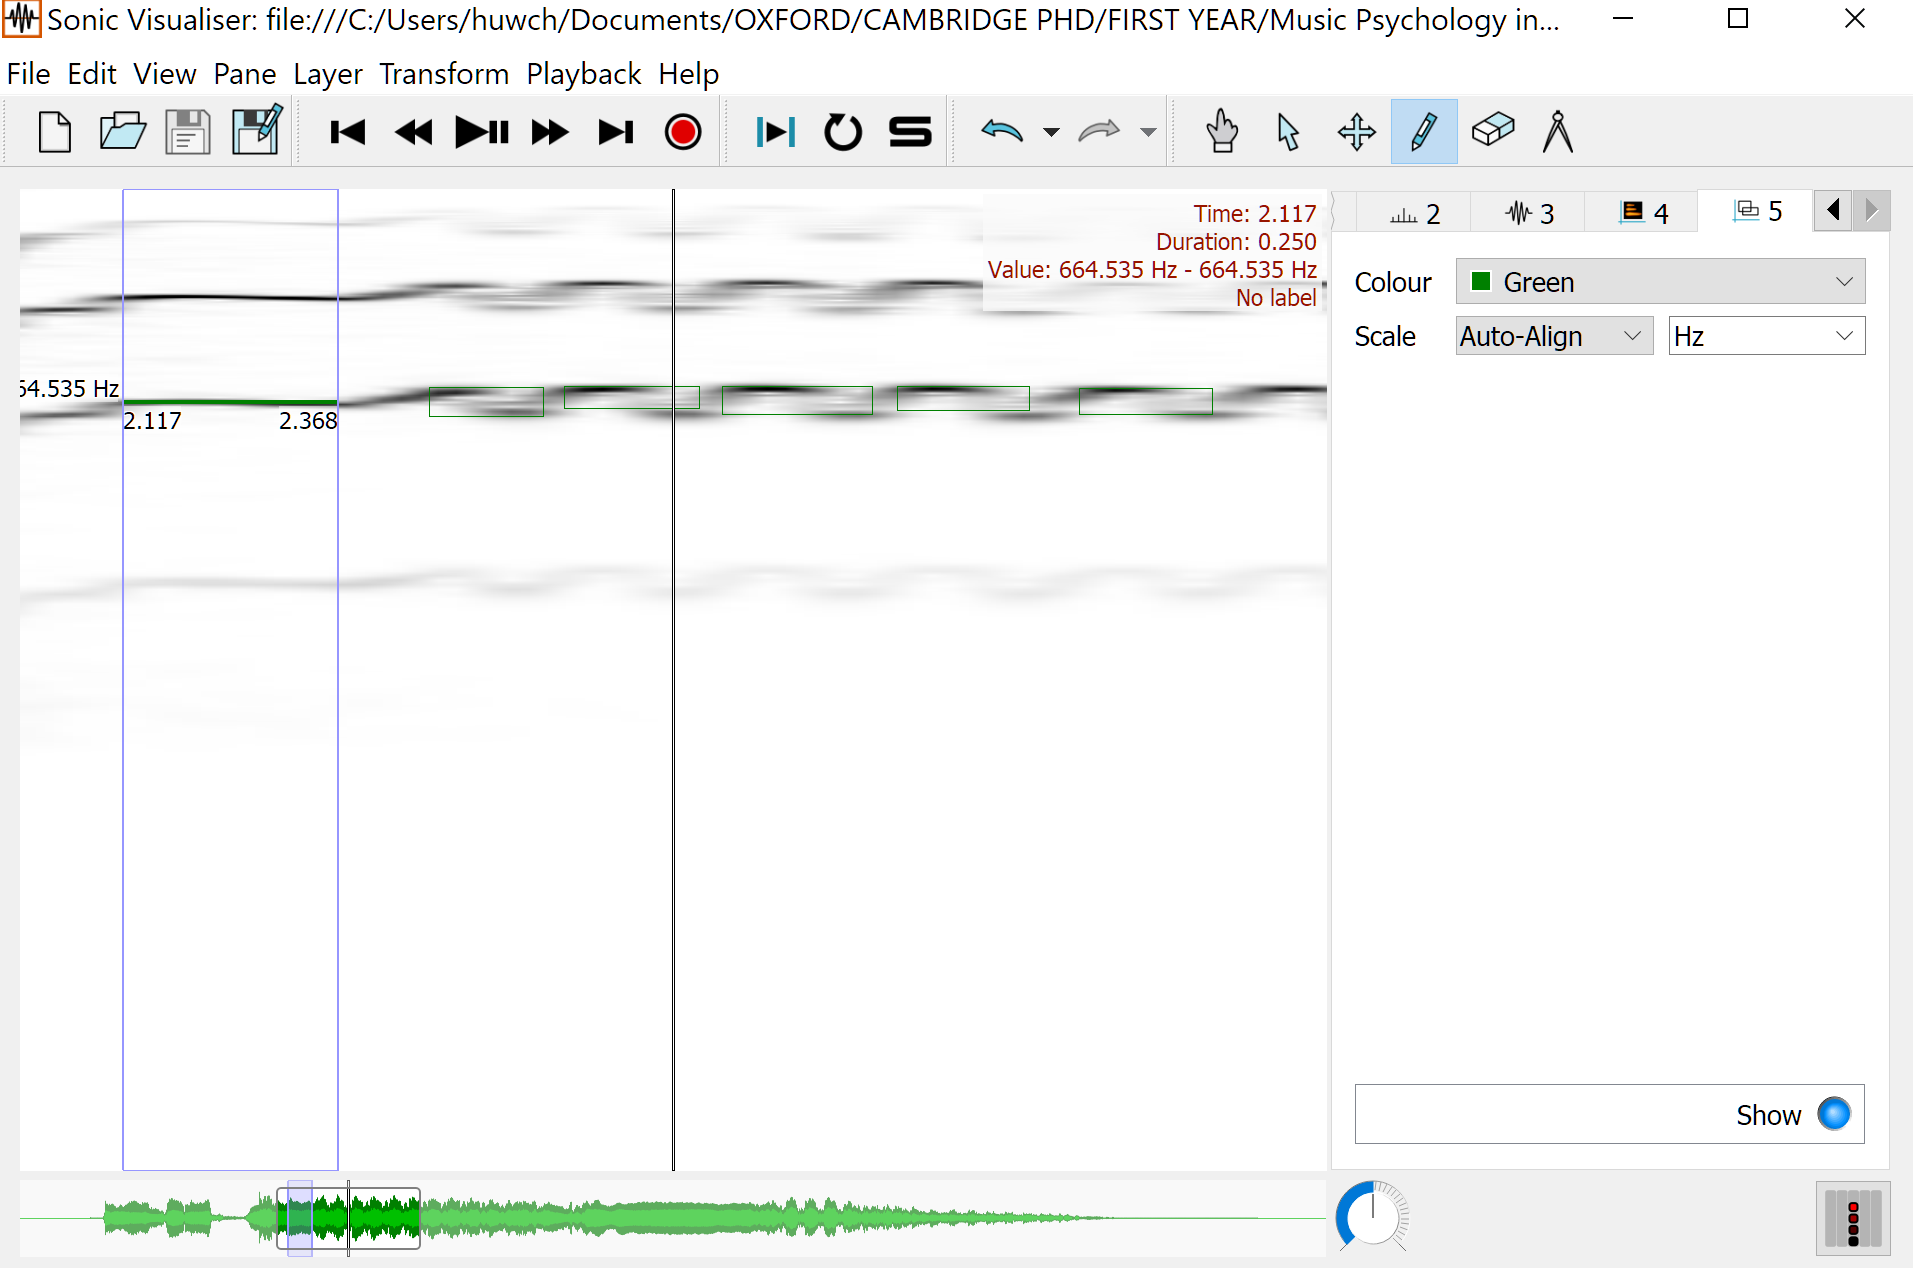 Sonic Visualiser: file:///C:/Users/huwch/Documents/OXFORD/CAMBRIDGE PHD/FIRST YEAR/Music Psychology in...
File Edit View Pane Layer Transform Playback Help
Time: 2.117
Duration: 0.250
Value: 664.535 Hz - 664.535 Hz
No label
64.535 Hz
2.117 2.368
2 3 4 5
Colour Green
Scale Auto-Align Hz
Show